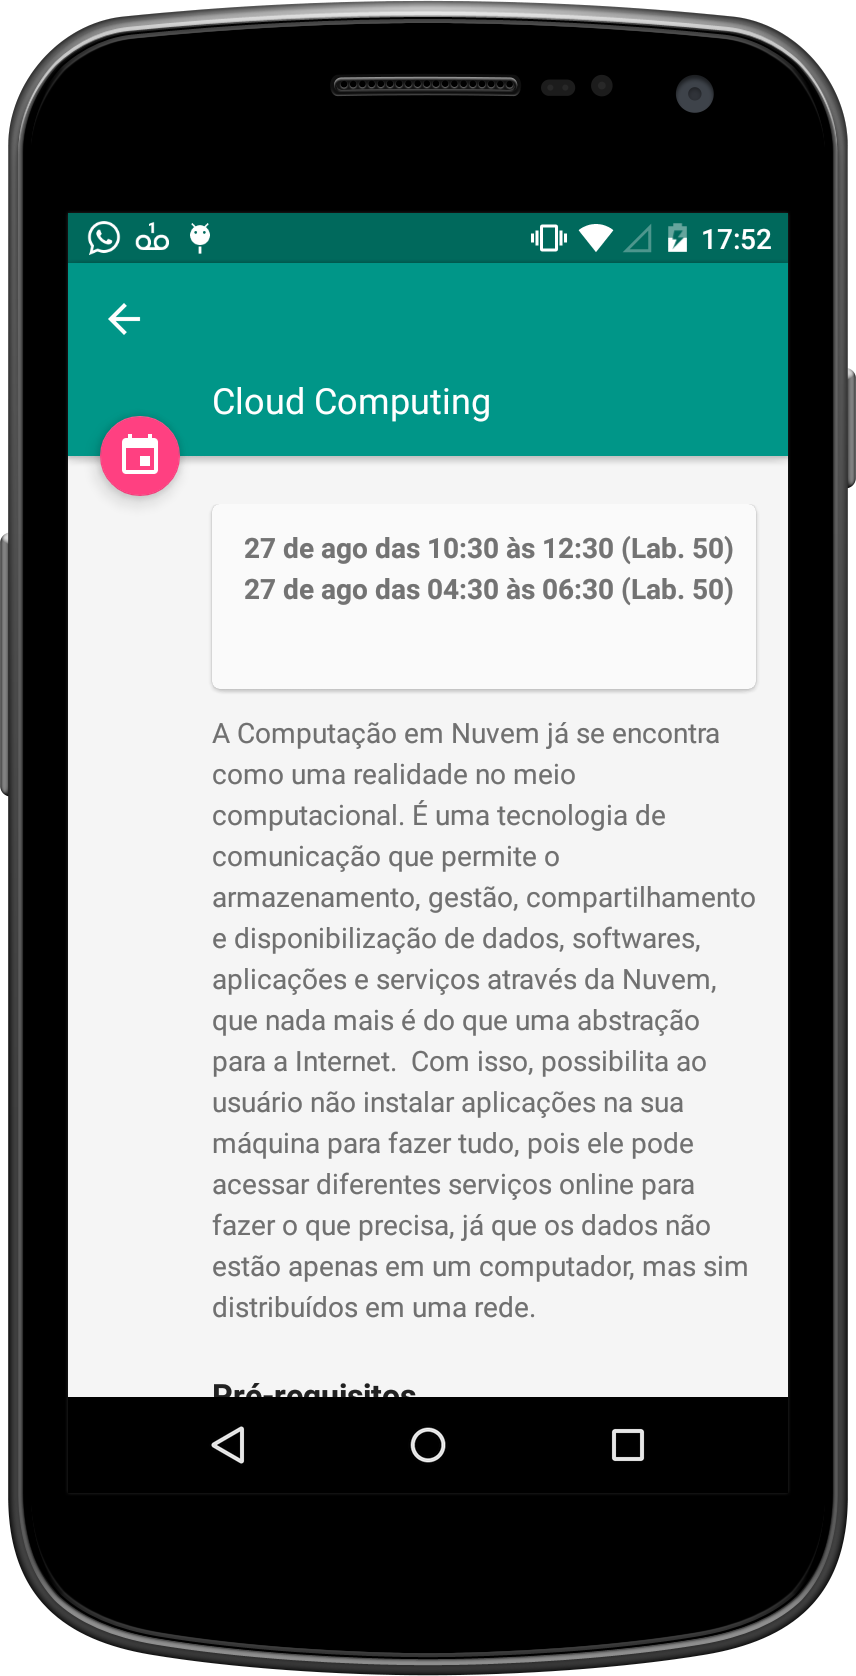 1
17:52
Cloud Computing
27 de ago das 10:30 às 12:30 (Lab. 50)
27 de ago das 04:30 às 06:30 (Lab. 50)
A Computação em Nuvem já se encontra
como uma realidade no meio
computacional. É uma tecnologia de
comunicação que permite o
armazenamento, gestão, compartilhamento
e disponibilização de dados, softwares,
aplicações e serviços através da Nuvem,
que nada mais é do que uma abstração
para a Internet.  Com isso, possibilita ao
usuário não instalar aplicações na sua
máquina para fazer tudo, pois ele pode
acessar diferentes serviços online para
fazer o que precisa, já que os dados não
estão apenas em um computador, mas sim
distribuídos em uma rede.
Pré-requisitos